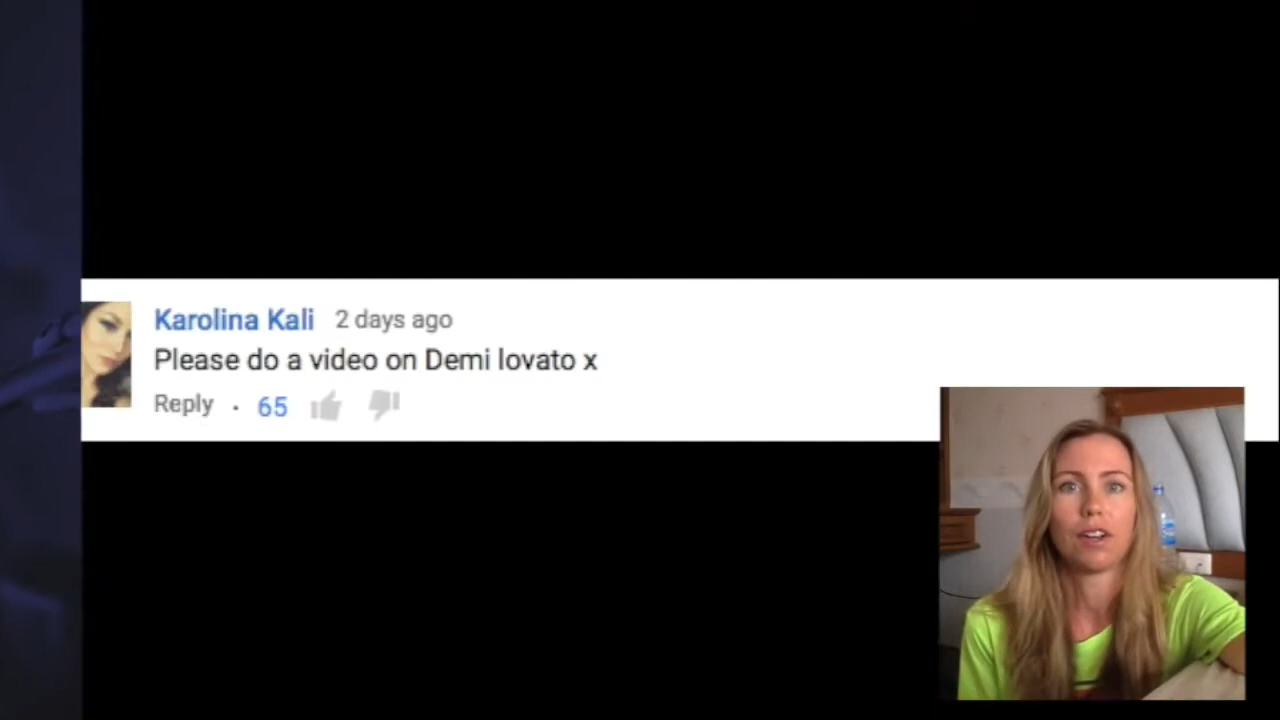 Karolina Kali 2 days ago
Please do a video on Demi lovato x
Reply · 65